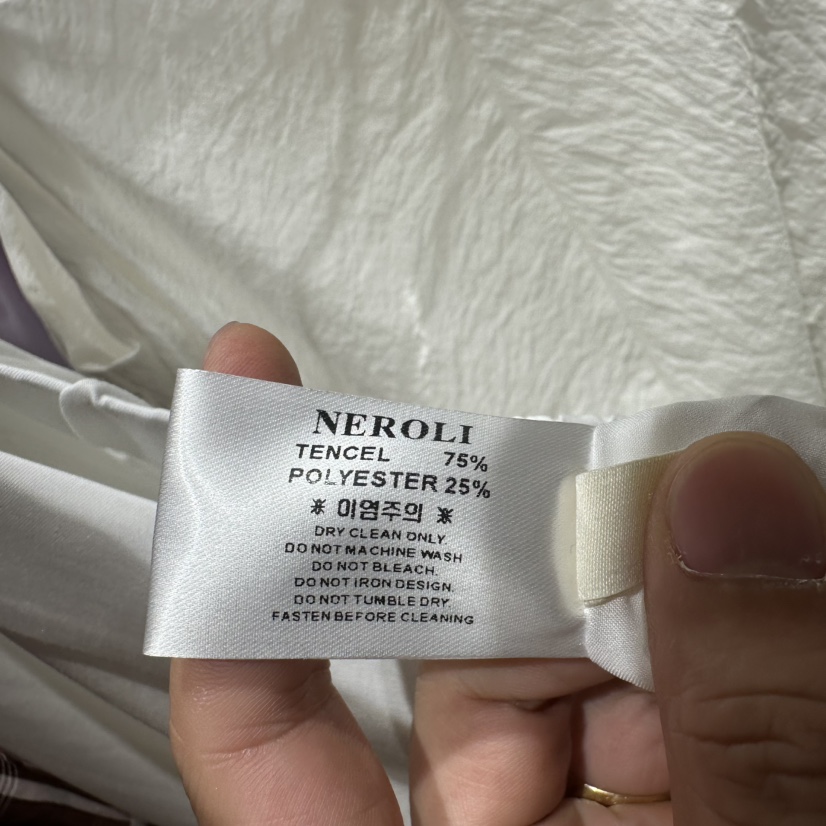 NEROLI
TENCEL 75%
POLYESTER 25%
※ 이염주의 ※
DRY CLEAN ONLY
DO NOT MACHINE WASH
DO NOT BLEACH.
DO NOT IRON DESIGN.
DO NOT TUMBLE DRY
FASTEN BEFORE CLEANING